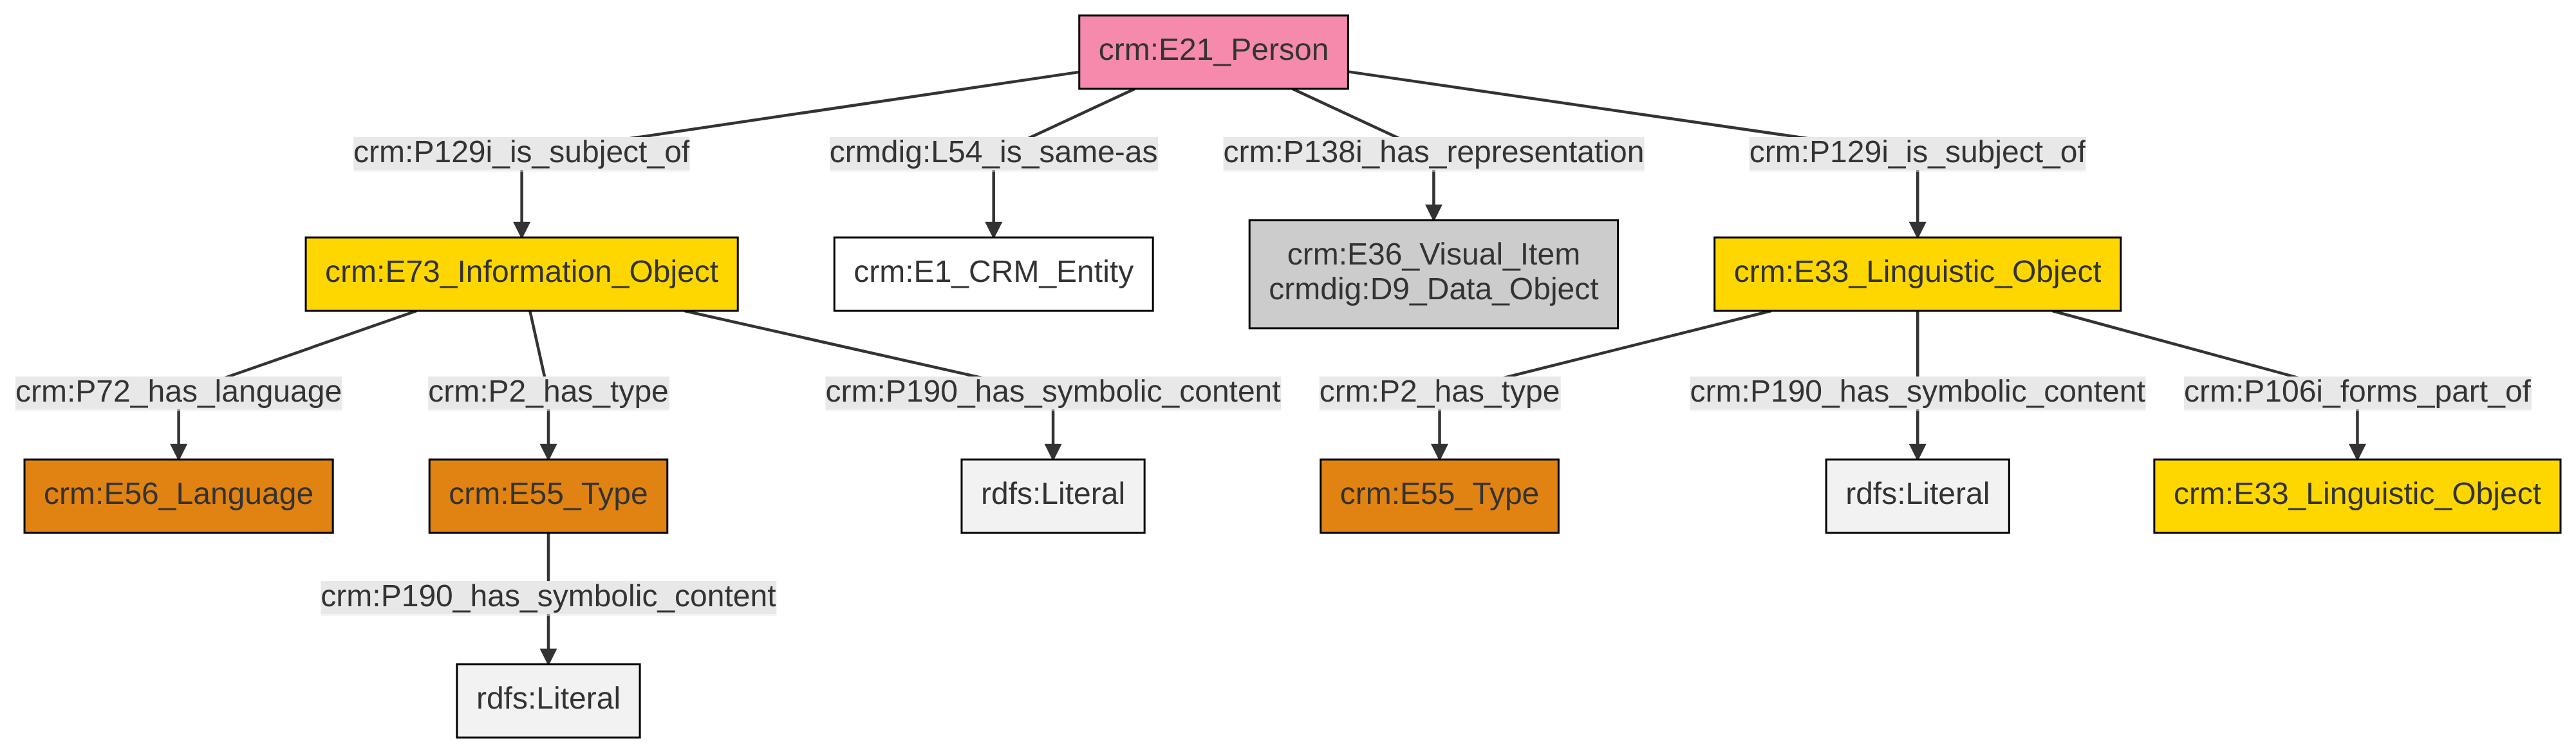 crm:E21_Person
crm:P129i_is_subject_of
crmdig:L54_is_same-as
crm:P138i_has_representation
crm:P129i_is_subject_of
crm:E73_Information_Object
crm:E1_CRM_Entity
crm:E36_Visual_Item
crmdig:D9_Data_Object
crm:E33_Linguistic_Object
crm:P72_has_language
crm:P2_has_type
crm:P190_has_symbolic_content
crm:P2_has_type
crm:P190_has_symbolic_content
crm:P106i_forms_part_of
crm:E56_Language
crm:E55_Type
rdfs:Literal
crm:E55_Type
rdfs:Literal
crm:E33_Linguistic_Object
crm:P190_has_symbolic_content
rdfs:Literal